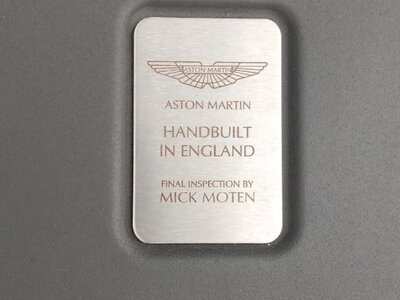 ASTON MARTIN
ASTON MARTIN
HANDBUILT
IN ENGLAND
FINAL INSPECTION BY
MICK MOTEN